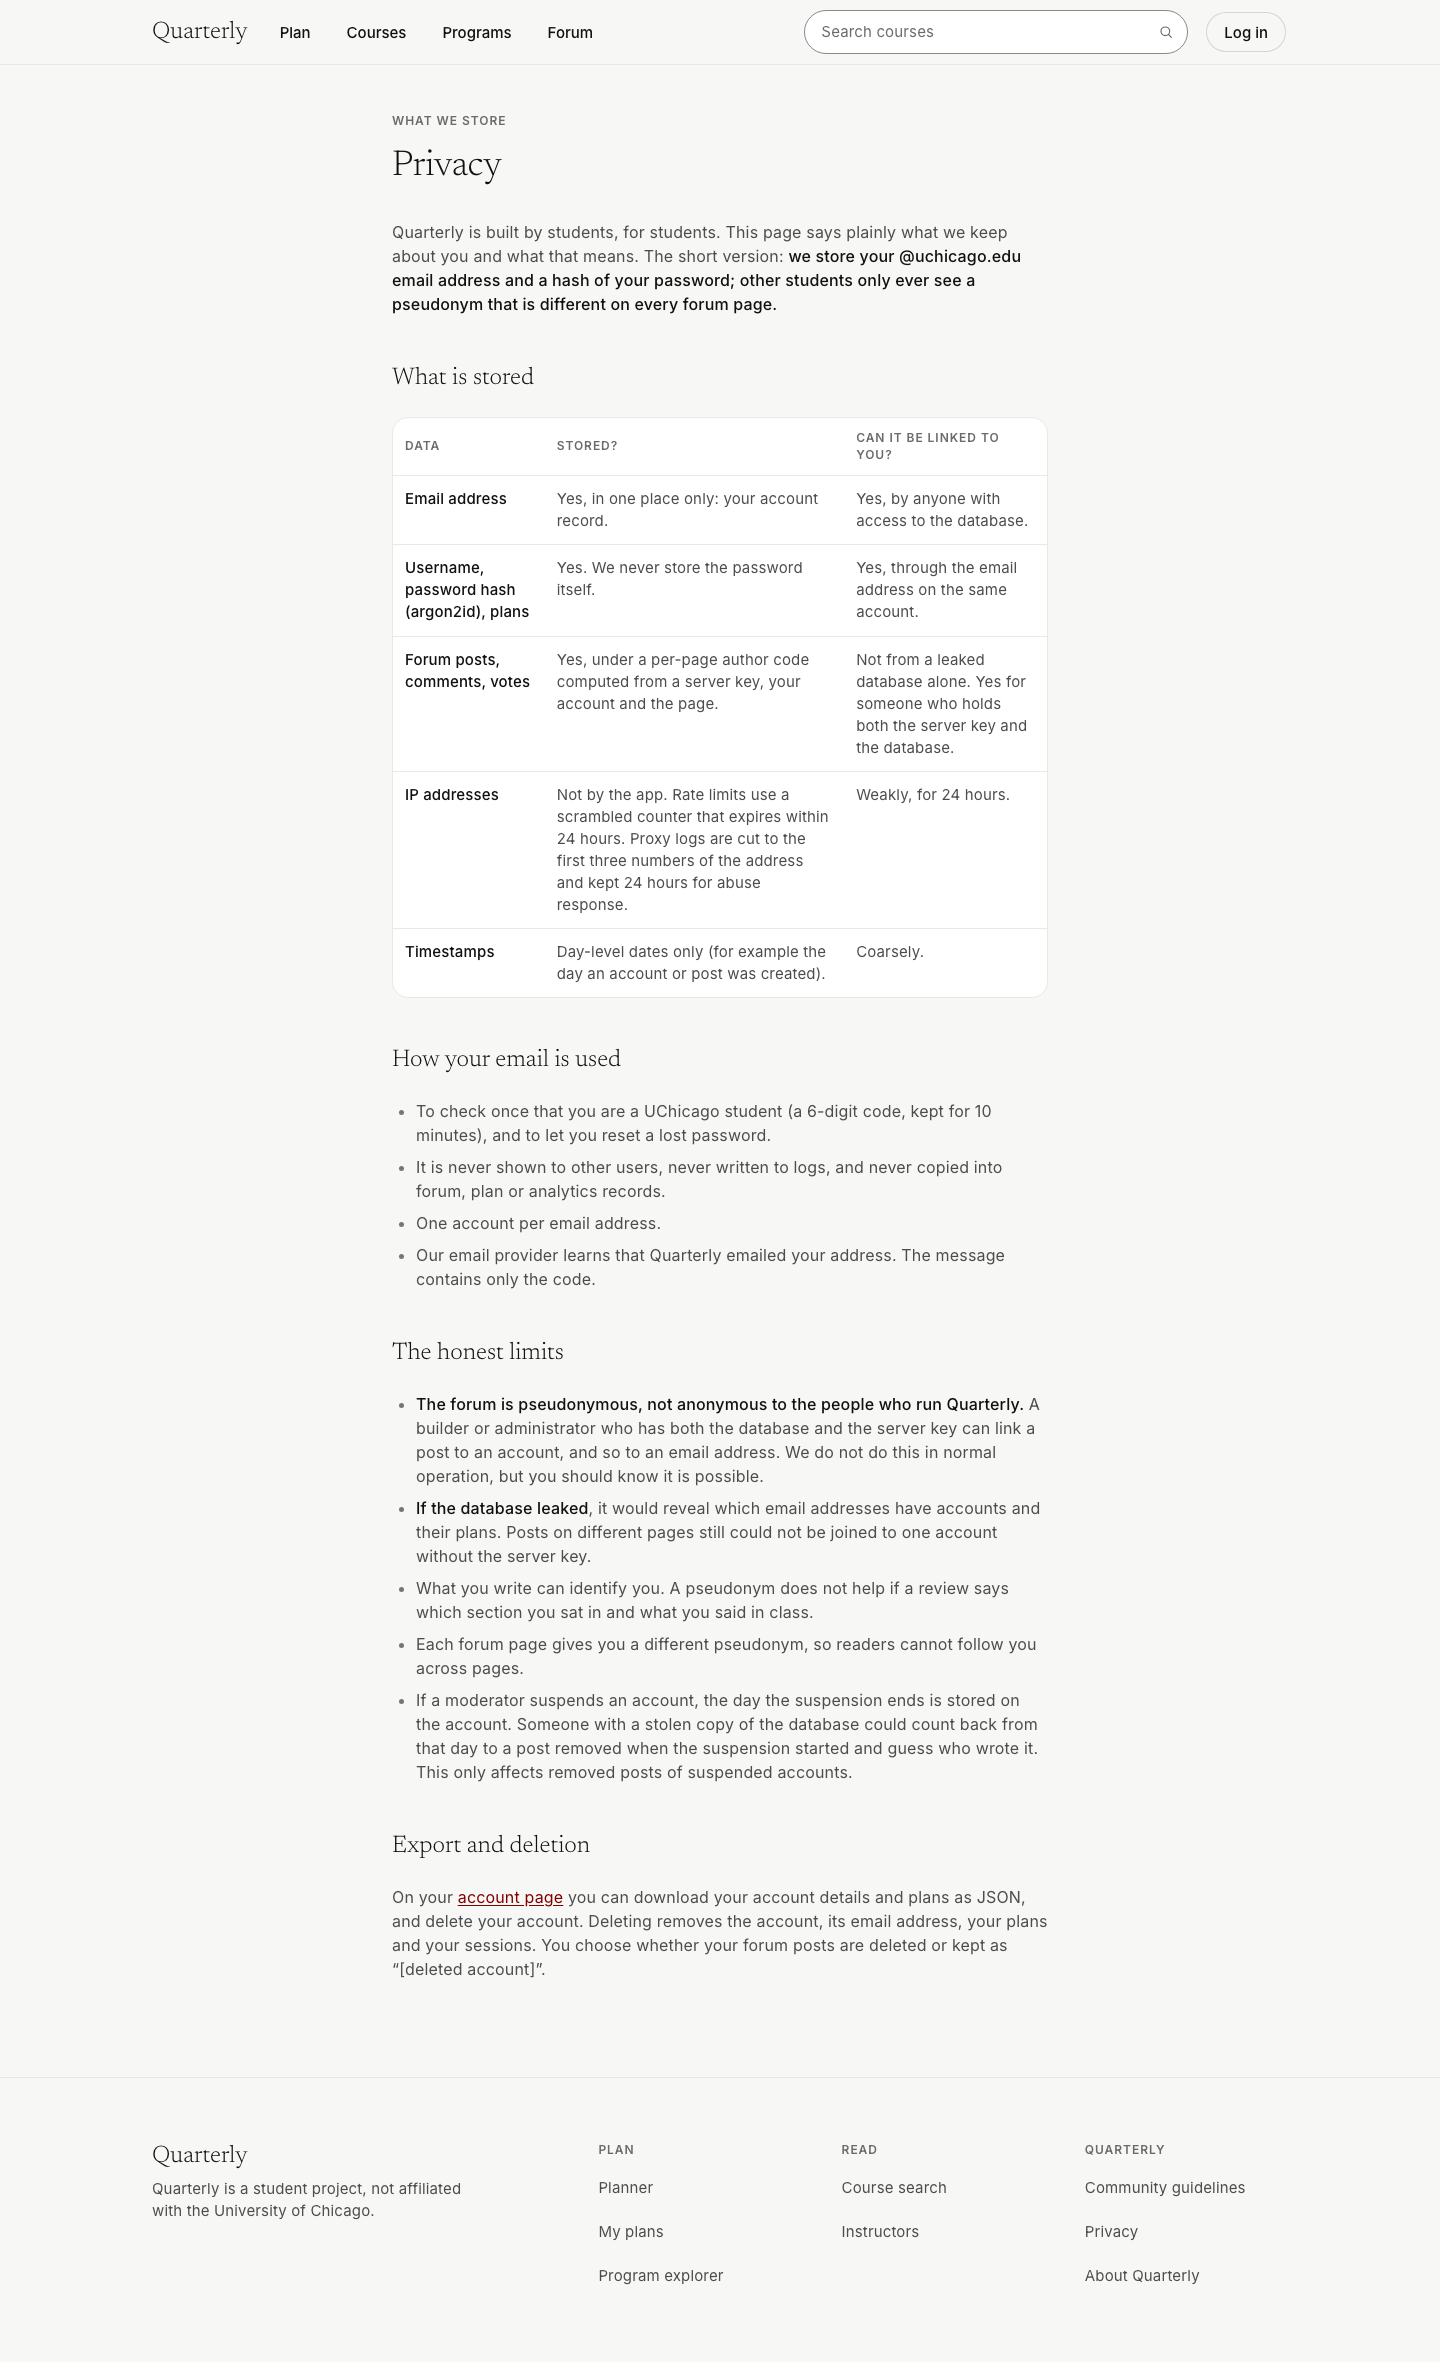 Quarterly
Plan
Courses
Programs
Forum
Search courses
Log in
WHAT WE STORE
Privacy
Quarterly is built by students, for students. This page says plainly what we keep
about you and what that means. The short version: we store your @uchicago.edu
email address and a hash of your password; other students only ever see a
pseudonym that is different on every forum page.
What is stored
DATA
STORED?
CAN IT BE LINKED TO
YOU?
Email address
Yes, in one place only: your account
record.
Yes, by anyone with
access to the database.
Username,
password hash
(argon2id), plans
Yes. We never store the password
itself.
Yes, through the email
address on the same
account.
Forum posts,
comments, votes
Yes, under a per-page author code
computed from a server key, your
account and the page.
Not from a leaked
database alone. Yes for
someone who holds
both the server key and
the database.
IP addresses
Not by the app. Rate limits use a
scrambled counter that expires within
24 hours. Proxy logs are cut to the
first three numbers of the address
and kept 24 hours for abuse
response.
Weakly, for 24 hours.
Timestamps
Day-level dates only (for example the
day an account or post was created).
Coarsely.
How your email is used
• To check once that you are a UChicago student (a 6-digit code, kept for 10
minutes), and to let you reset a lost password.
• It is never shown to other users, never written to logs, and never copied into
forum, plan or analytics records.
• One account per email address.
• Our email provider learns that Quarterly emailed your address. The message
contains only the code.
The honest limits
• The forum is pseudonymous, not anonymous to the people who run Quarterly. A
builder or administrator who has both the database and the server key can link a
post to an account, and so to an email address. We do not do this in normal
operation, but you should know it is possible.
• If the database leaked, it would reveal which email addresses have accounts and
their plans. Posts on different pages still could not be joined to one account
without the server key.
• What you write can identify you. A pseudonym does not help if a review says
which section you sat in and what you said in class.
• Each forum page gives you a different pseudonym, so readers cannot follow you
across pages.
• If a moderator suspends an account, the day the suspension ends is stored on
the account. Someone with a stolen copy of the database could count back from
that day to a post removed when the suspension started and guess who wrote it.
This only affects removed posts of suspended accounts.
Export and deletion
On your account page you can download your account details and plans as JSON,
and delete your account. Deleting removes the account, its email address, your plans
and your sessions. You choose whether your forum posts are deleted or kept as
“[deleted account]”.
Quarterly
Quarterly is a student project, not affiliated
with the University of Chicago.
PLAN
Planner
My plans
Program explorer
READ
Course search
Instructors
QUARTERLY
Community guidelines
Privacy
About Quarterly